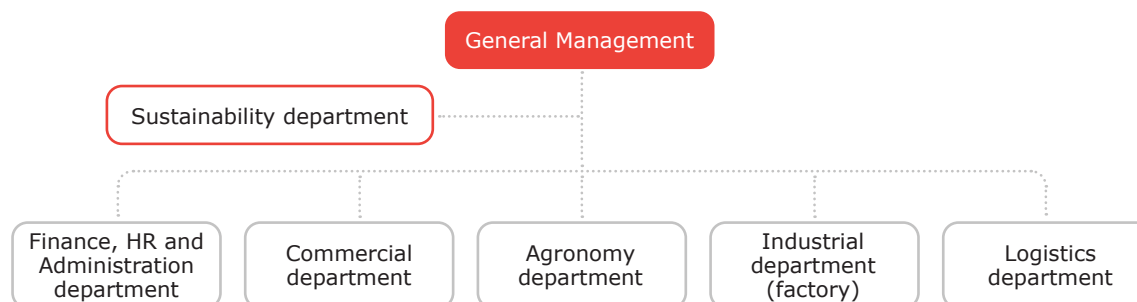 General Management
Sustainability department
Finance, HR and
Administration
department
Commercial
department
Agronomy
department
Industrial
department
(factory)
Logistics
department